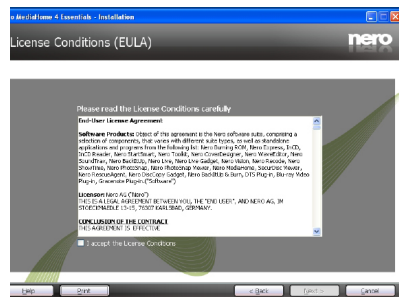 o MediaHome 4 Essentials - Installation
License Conditions (EULA)
nero
Please read the License Conditions carefully
End-User License Agreement
Software Products: Object of this agreement is the Nero software suite, comprising a
selection of components, that varies with different suite types, as well as standalone
applications and programs from the following list. Nero Burning ROM, Nero Express, InCD,
InCD Reader, Nero StartSmart, Nero Toolkit, Nero CoverDesigner, Nero WaveEditor, Nero
SoundTrax, Nero BackItUp, Nero Live, Nero Live Gadget, Nero Vision, Nero Recode, Nero
ShowTime, Nero PhotoSnap, Nero PhotoSnap Viewer, Nero MediaHome, SecurDisc Viewer,
Nero RescueAgent, Nero DiscCopy Gadget, Nero BackItUp & Burn, DTS Plug-in, Blu-ray Video
Plug-in, Gracenote Plug-in.("Software")
Licensor: Nero AG ("Nero")
THIS IS A LEGAL AGREEMENT BETWEEN YOU, THE "END USER", AND NERO AG, IM
STOECKMAEDLE 13-15, 76307 KARLSBAD, GERMANY.
CONCLUSION OF THE CONTRACT
THIS AGREEMENT IS EFFECTIVE
I accept the License Conditions
Help
Print
< Back
Next >
Cancel